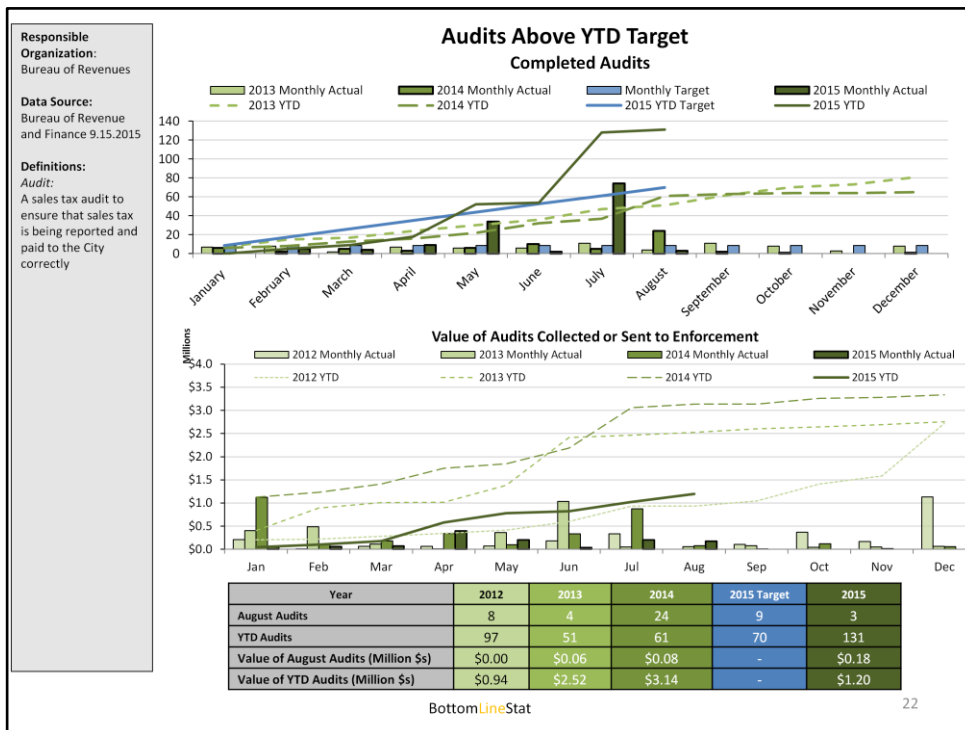 Responsible
Organization:
Bureau of Revenues
Data Source:
Bureau of Revenue
and Finance 9.15.2015
Definitions:
Audit:
A sales tax audit to
ensure that sales tax
is being reported and
paid to the City
correctly
Audits Above YTD Target
Completed Audits
2013 Monthly Actual 2014 Monthly Actual Monthly Target 2015 Monthly Actual
2013 YTD 2014 YTD 2015 YTD Target 2015 YTD
140
120
100
80
60
40
20
0
January February March April May June July August September October November December
Value of Audits Collected or Sent to Enforcement
Millions
2012 Monthly Actual 2013 Monthly Actual 2014 Monthly Actual 2015 Monthly Actual
2012 YTD 2013 YTD 2014 YTD 2015 YTD
$4.0
$3.5
$3.0
$2.5
$2.0
$1.5
$1.0
$0.5
$0.0
Jan Feb Mar Apr May Jun Jul Aug Sep Oct Nov Dec
Year 2012 2013 2014 2015 Target 2015
August Audits 8 4 24 9 3
YTD Audits 97 51 61 70 131
Value of August Audits (Million $s) $0.00 $0.06 $0.08 - $0.18
Value of YTD Audits (Million $s) $0.94 $2.52 $3.14 - $1.20
BottomLineStat
22